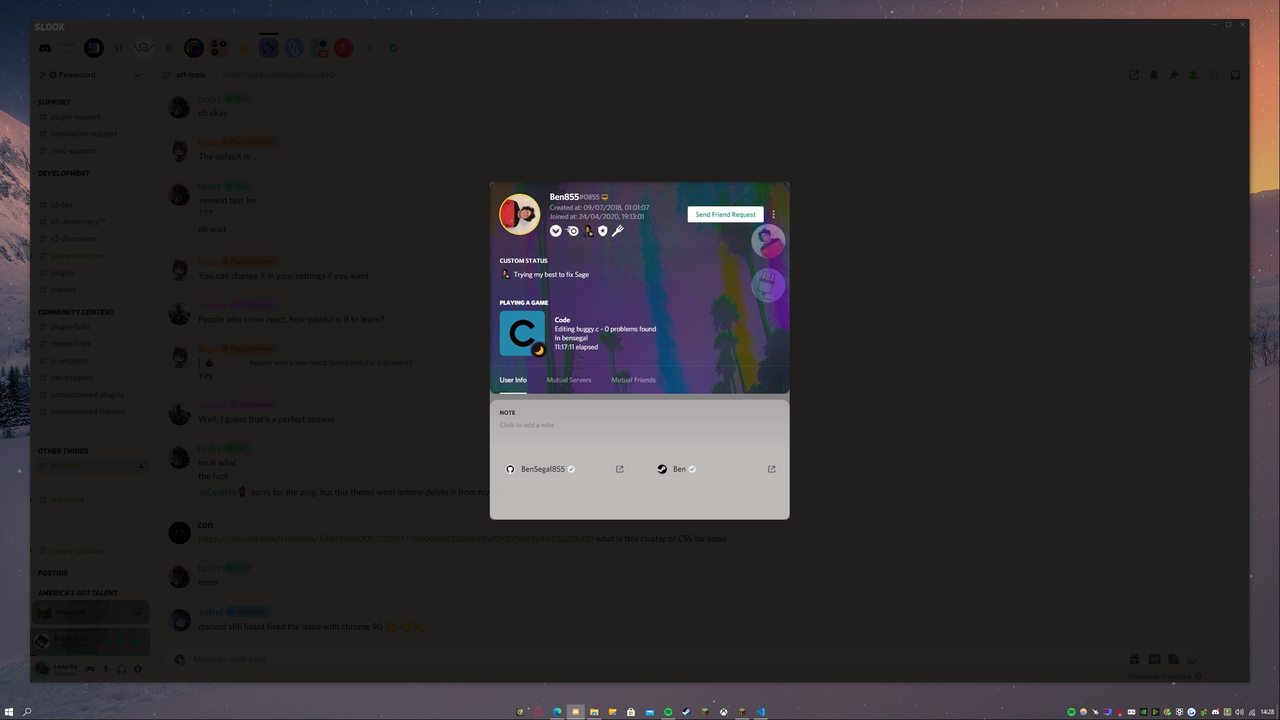 SLOOK
Powercord
off-topic
SUPPORT
plugin-support
installation-support
misc-support
DEVELOPMENT
v3-faq
v3-democracy™
v3-discussion
powercord-dev
plugins
themes
COMMUNITY CONTENT
plugin-links
theme-links
js-snippets
css-snippets
unmaintained-plugins
unmaintained-themes
OTHER THINGS
off-topic
starboard
canary-updates
POSTING
AMERICA'S GOT TALENT
oh okay
The default is .
.remind test 1m
???
oh wait
You can change it in your settings if you want
People who know react, how painful is it to learn?
People who know react, how painful is it to learn?
Yes
Well, I guess that's a perfect answer
bruh what
the fuck
sorry for the ping, but this theme wont lemme delete it from my
con
what is this cluster of CSS for lmao
hmm
discord still hasnt fixed the issue with chrome 90
Message #off-topic
Ben855#0855
Created at: 09/07/2018, 01:01:07
Joined at: 24/04/2020, 19:13:01
Send Friend Request
CUSTOM STATUS
Trying my best to fix Sage
PLAYING A GAME
Code
Editing buggy.c - 0 problems found
In bensegal
11:17:11 elapsed
User Info Mutual Servers Mutual Friends
NOTE
Click to add a note
BenSegal855 Ben
14:28